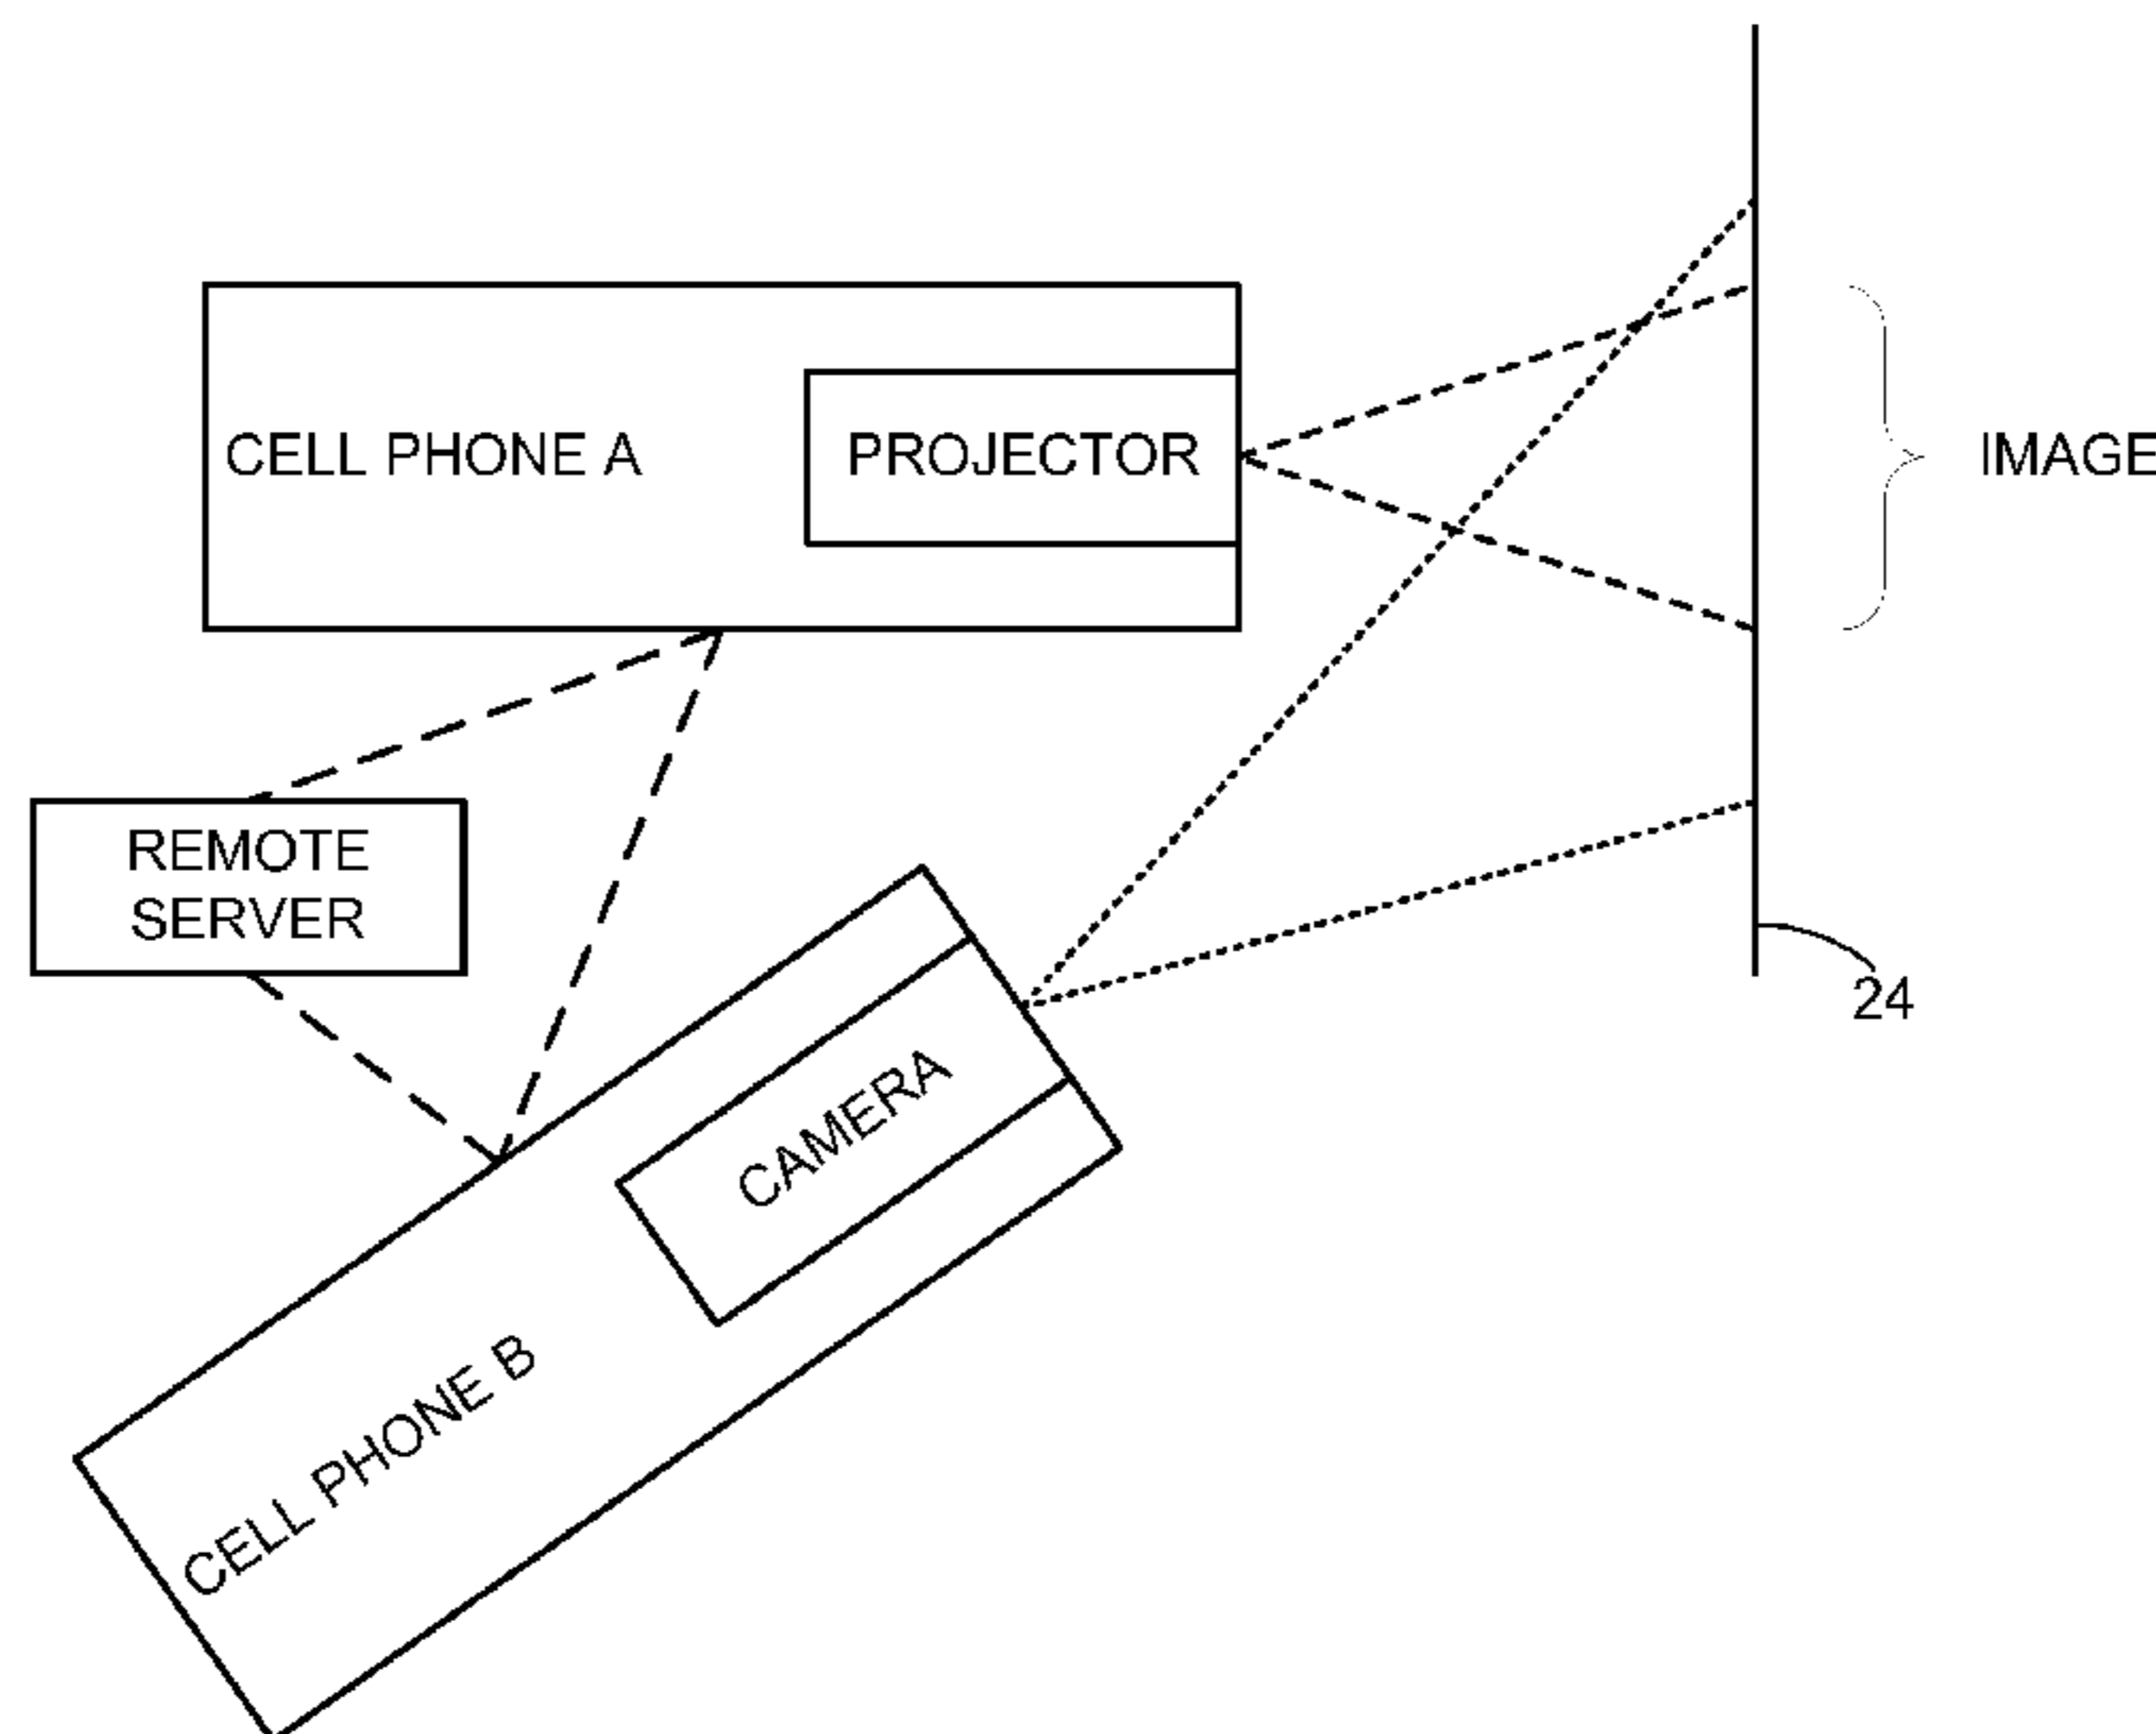 CELL PHONE A
PROJECTOR
IMAGE
REMOTE
SERVER
24
CAMERA
CELL PHONE B